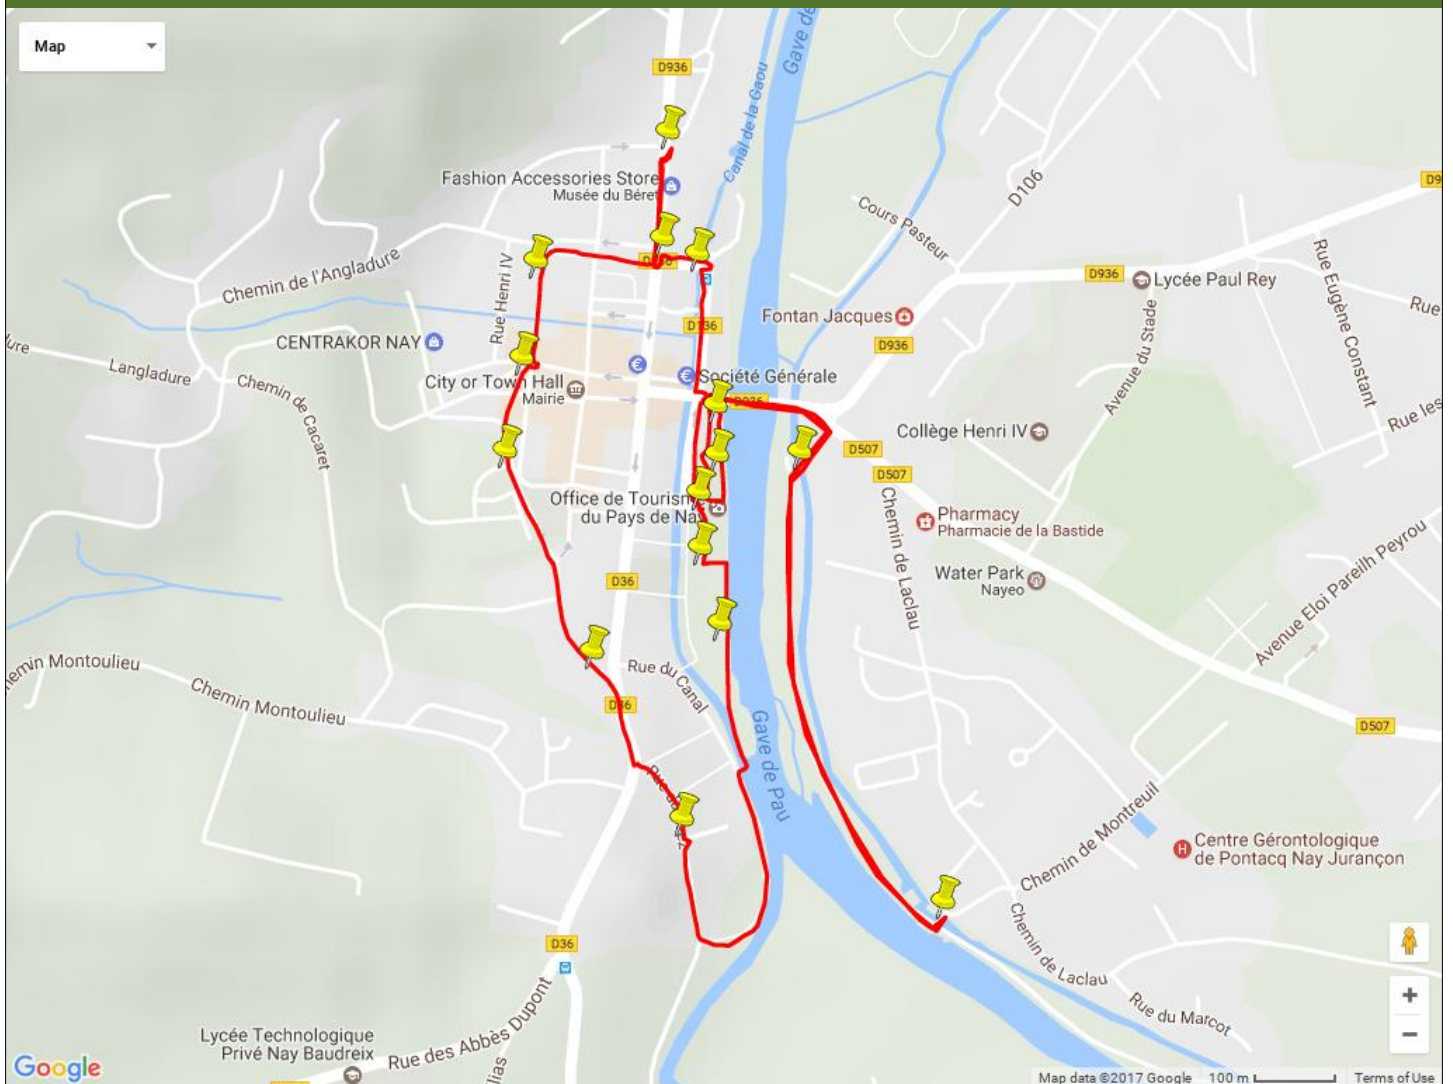 Map
D936
Gave de
Canal de la Gaou
Fashion Accessories Store
Musée du Béret
D106
D9
Cours Pasteur
Chemin de l'Angladure
Rue Henri IV
D936
Lycée Paul Rey
Rue Eugène Constant
Rue
Fontan Jacques
D136
D936
CENTRAKOR NAY
ure
Langladure
Chemin de Cacaret
City or Town Hall
Mairie
Société Générale
D936
Avenue du Stade
Rue les
Collège Henri IV
D507
D507
Office de Tourisme
du Pays de Nay
Chemin de Laclau
Pharmacy
Pharmacie de la Bastide
Water Park
Nayeo
Avenue Eloi Pareilh Peyrou
D36
Rue du Canal
hemin Montoulieu
Chemin Montoulieu
D36
Gave de Pau
D507
Rue du
Chemin de Montreuil
Centre Gérontologique
de Pontacq Nay Jurançon
H
D36
Chemin de Laclau
Rue du Marcot
Lycée Technologique
Privé Nay Baudreix
Rue des Abbès Dupont
lias
+
−
Google
Map data ©2017 Google
100 m
Terms of Use